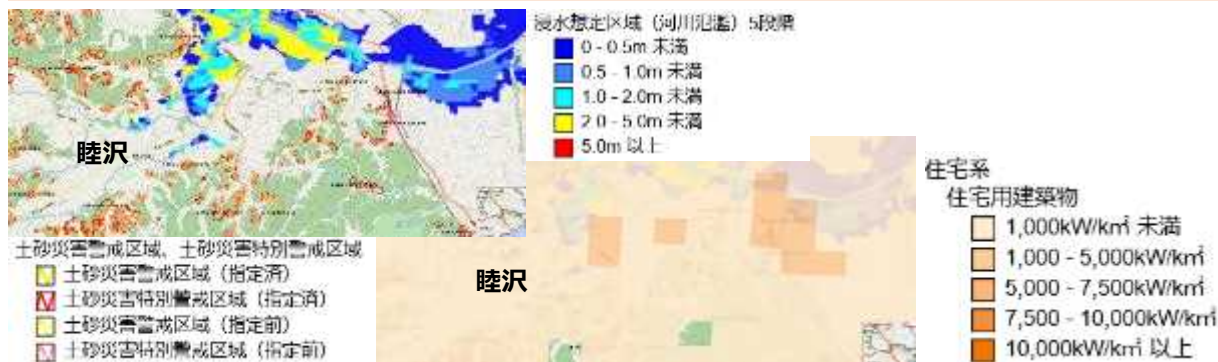 浸水想定区域（河川氾濫）5段階
0 - 0.5m 未満
0.5 - 1.0m 未満
1.0 - 2.0m 未満
2.0 - 5.0m 未満
5.0m 以上
睦沢
土砂災害警戒区域、土砂災害特別警戒区域
土砂災害警戒区域（指定済）
土砂災害特別警戒区域（指定済）
土砂災害警戒区域（指定前）
土砂災害特別警戒区域（指定前）
睦沢
住宅系
住宅用建築物
1,000kW/km² 未満
1,000 - 5,000kW/km²
5,000 - 7,500kW/km²
7,500 - 10,000kW/km²
10,000kW/km² 以上